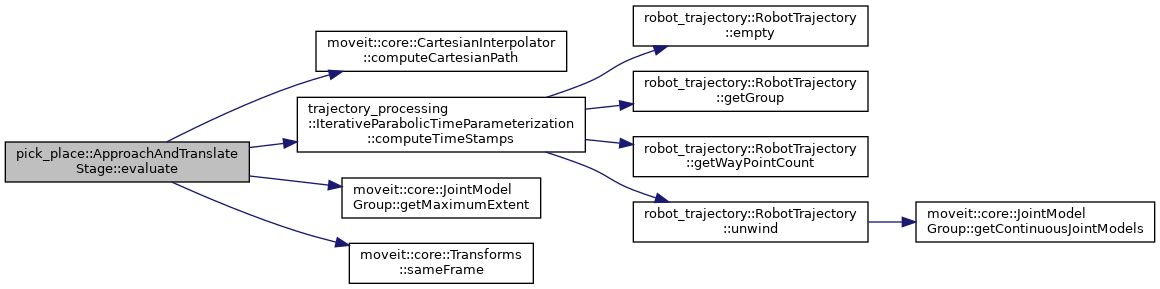 pick_place::ApproachAndTranslate
Stage::evaluate
moveit::core::CartesianInterpolator
::computeCartesianPath
trajectory_processing
::IterativeParabolicTimeParameterization
::computeTimeStamps
moveit::core::JointModel
Group::getMaximumExtent
moveit::core::Transforms
::sameFrame
robot_trajectory::RobotTrajectory
::empty
robot_trajectory::RobotTrajectory
::getGroup
robot_trajectory::RobotTrajectory
::getWayPointCount
robot_trajectory::RobotTrajectory
::unwind
moveit::core::JointModel
Group::getContinuousJointModels